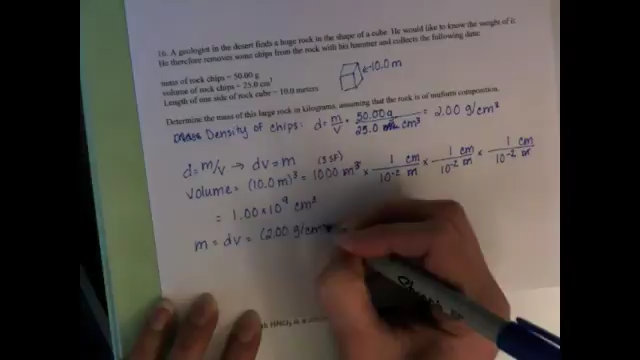 16. A geologist in the desert finds a huge rock in the shape of a cube. He would like to know the weight of it.
He therefore removes some chips from the rock with his hammer and collects the following data:
mass of rock chips = 50.00 g
volume of rock chips = 25.0 cm³
Length of one side of rock cube = 10.0 meters
←10.0 m
Determine the mass of this large rock in kilograms, assuming that the rock is of uniform composition.
Density of chips: d = m/v = 50.00g / 25.0 cm³ = 2.00 g/cm³
d = m/v → dv = m
(3 SF)
Volume = (10.0 m)³ = 1000 m³ × 1 cm / 10⁻² m × 1 cm / 10⁻² m × 1 cm / 10⁻² m
= 1.00 × 10⁹ cm³
m = dv = (2.00 g/cm³
HNO₃ is a